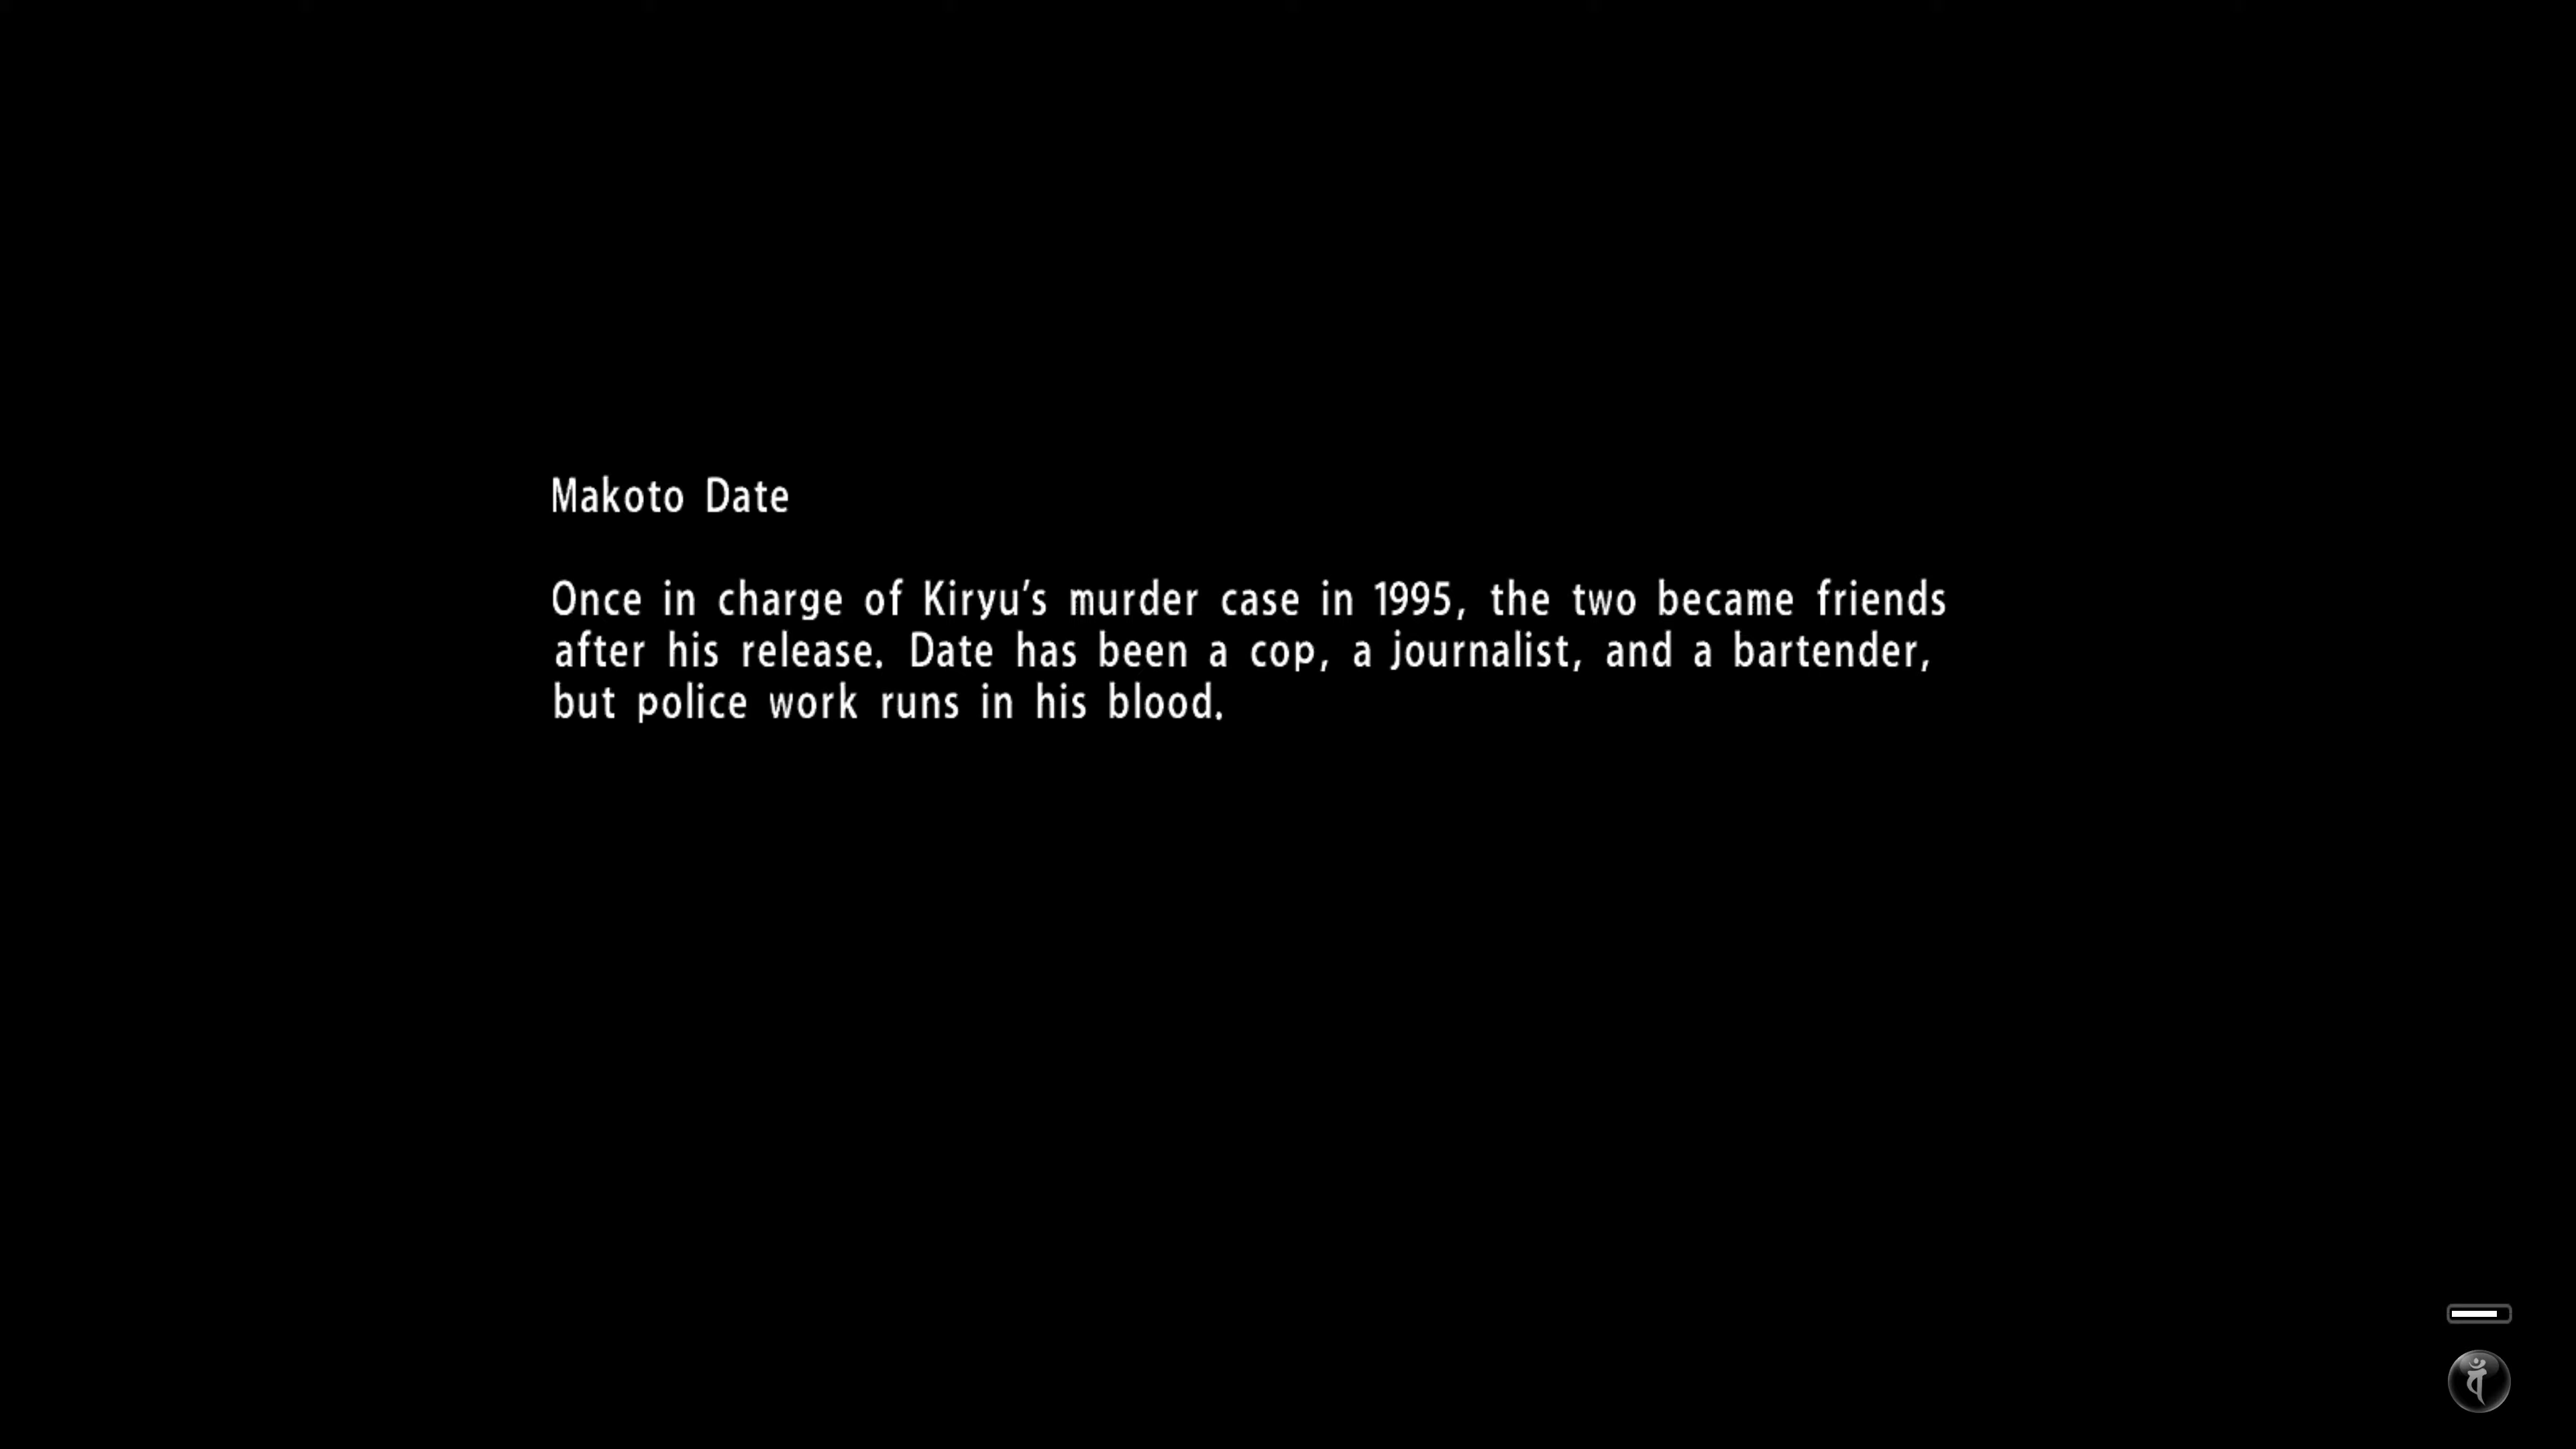 Makoto Date
Once in charge of Kiryu's murder case in 1995, the two became friends
after his release. Date has been a cop, a journalist, and a bartender,
but police work runs in his blood.